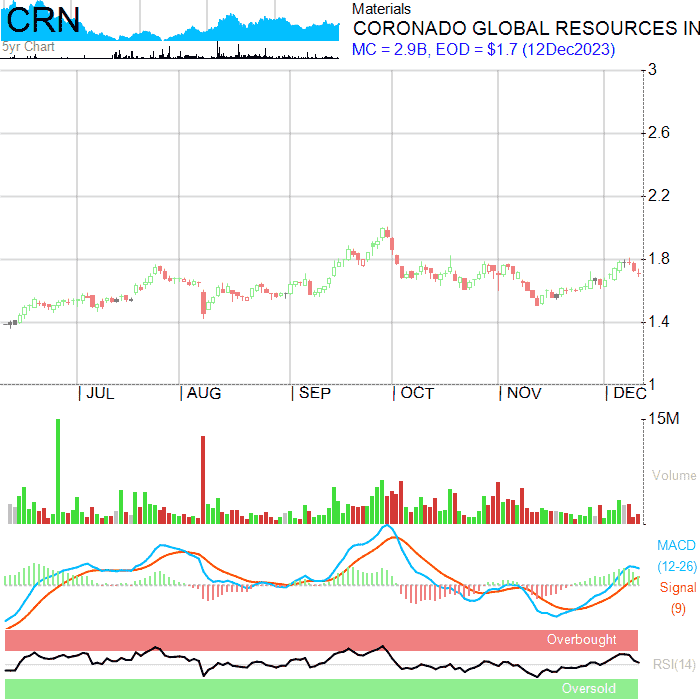 CRN
5yr Chart
Materials
CORONADO GLOBAL RESOURCES IN
MC = 2.9B, EOD = $1.7 (12Dec2023)
3
2.6
2.2
1.8
1.4
1
JUL
AUG
SEP
OCT
NOV
DEC
15M
Volume
MACD
(12-26)
Signal
(9)
Overbought
RSI(14)
Oversold